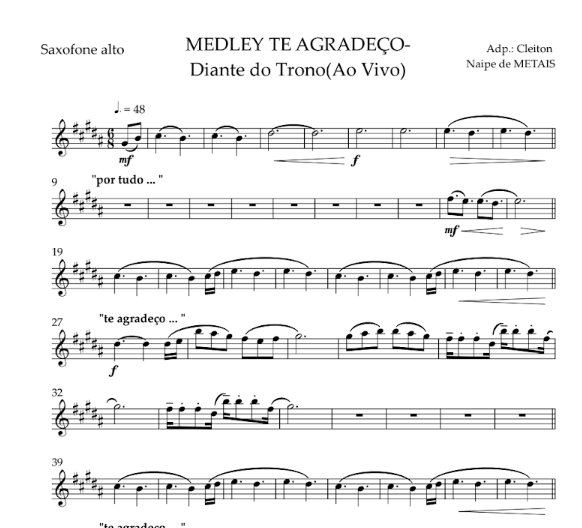 Saxofone alto
MEDLEY TE AGRADEÇO-
Diante do Trono(Ao Vivo)
Adp.: Cleiton
Naipe de METAIS
♩. = 48
6
8
mf
f
9
"por tudo ... "
mf
19
27
"te agradeço ... "
f
32
39
"te agradeço ... "